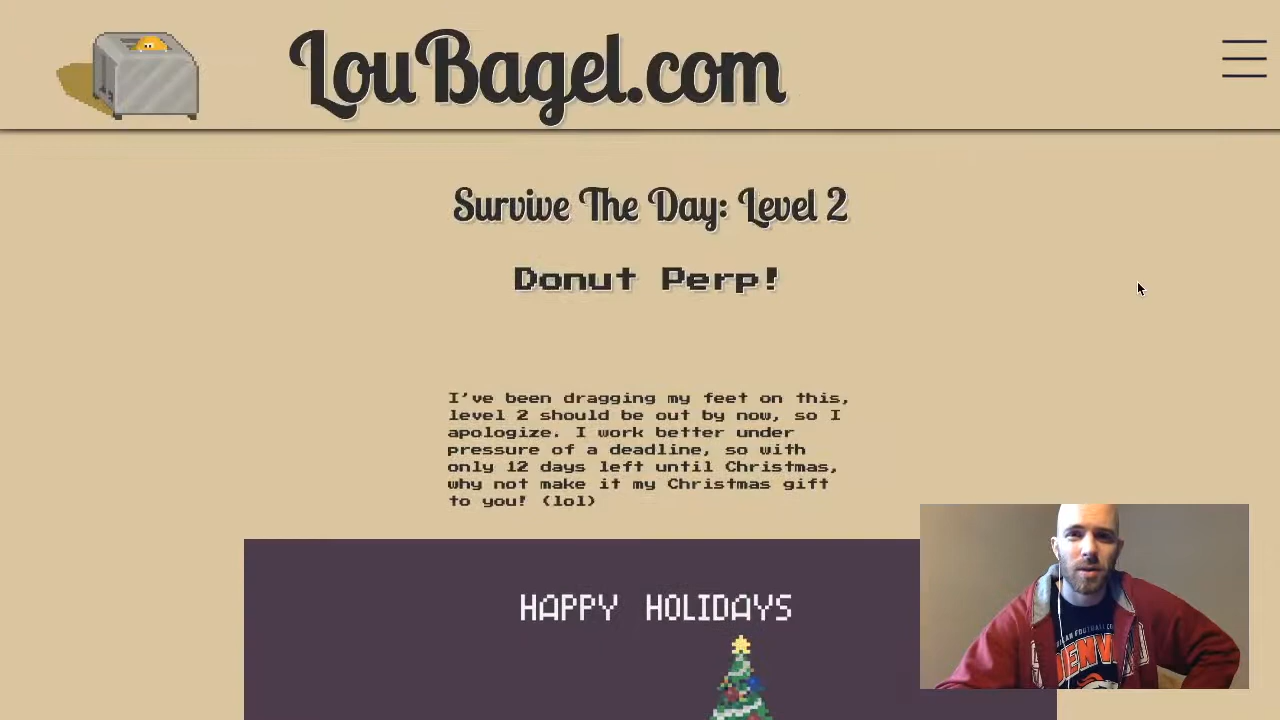 LouBagel.com
Survive The Day: Level 2
Donut Perp!
I've been dragging my feet on this,
level 2 should be out by now, so I
apologize. I work better under
pressure of a deadline, so with
only 12 days left until Christmas,
why not make it my Christmas gift
to you! (lol)
HAPPY HOLIDAYS